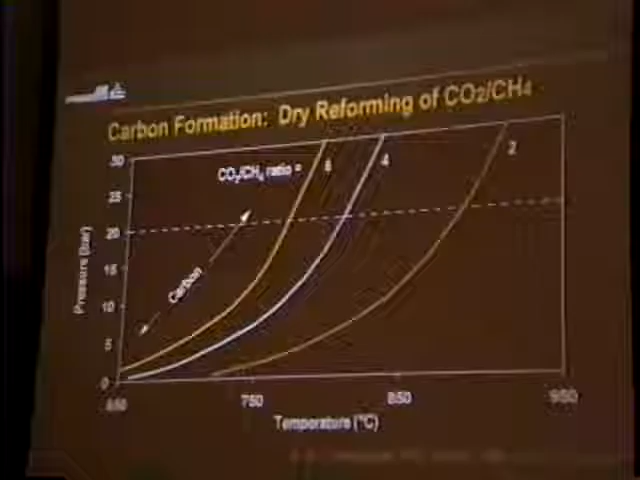 Carbon Formation: Dry Reforming of CO2/CH4
CO2/CH4 ratio = 6 4 2
30
25
20
15
10
5
0
Pressure (bar)
Carbon
650 750 850 950
Temperature (°C)